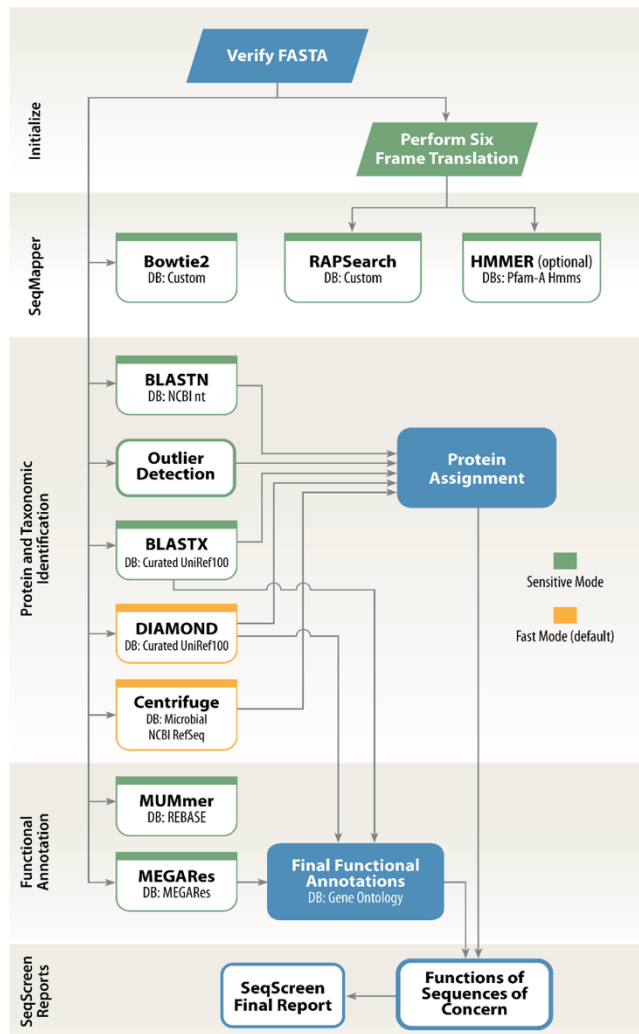 Initialize
Verify FASTA
Perform Six
Frame Translation
SeqMapper
Bowtie2
DB: Custom
RAPSearch
DB: Custom
HMMER (optional)
DBs: Pfam-A Hmms
Protein and Taxonomic
Identification
BLASTN
DB: NCBI nt
Outlier
Detection
BLASTX
DB: Curated UniRef100
DIAMOND
DB: Curated UniRef100
Centrifuge
DB: Microbial
NCBI RefSeq
Protein
Assignment
Sensitive Mode
Fast Mode (default)
Functional
Annotation
MUMmer
DB: REBASE
MEGARes
DB: MEGARes
Final Functional
Annotations
DB: Gene Ontology
SeqScreen
Reports
SeqScreen
Final Report
Functions of
Sequences of
Concern